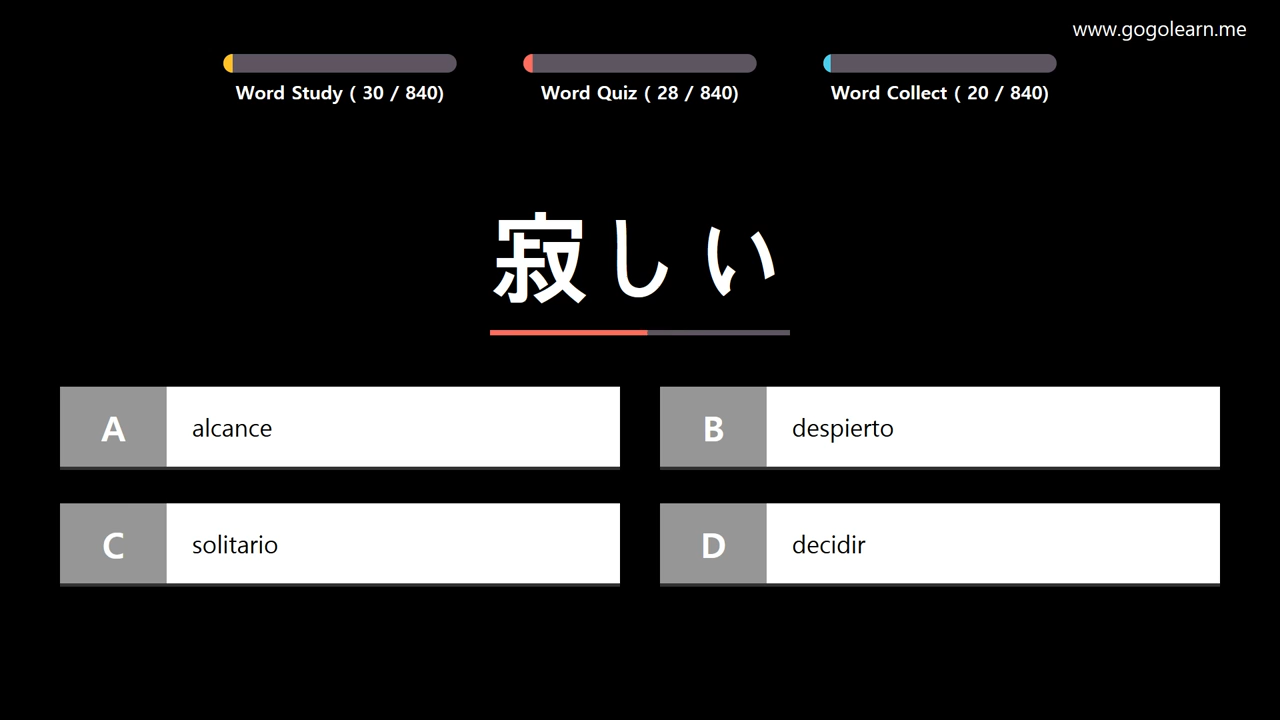 www.gogolearn.me
Word Study ( 30 / 840)
Word Quiz ( 28 / 840)
Word Collect ( 20 / 840)
寂しい
A alcance
B despierto
C solitario
D decidir